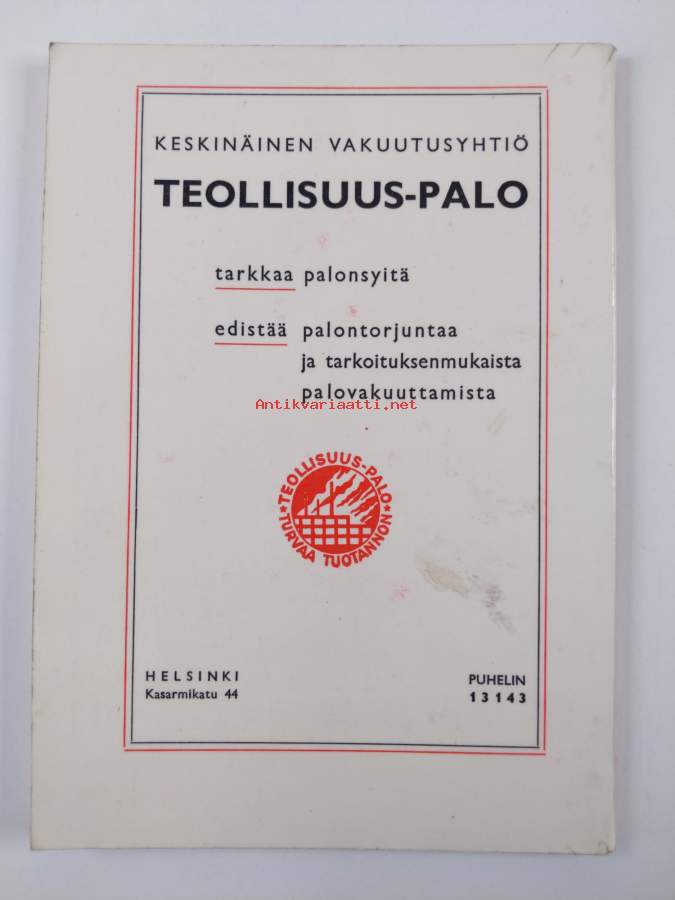 KESKINÄINEN VAKUUTUSYHTIÖ
TEOLLISUUS-PALO
tarkkaa palonsyitä
edistää palontorjuntaa
ja tarkoituksenmukaista
palovakuuttamista
Antikvariaatti.net
TEOLLISUUS-PALO
TURVAA TUOTANNON
HELSINKI
Kasarmikatu 44
PUHELIN
13143